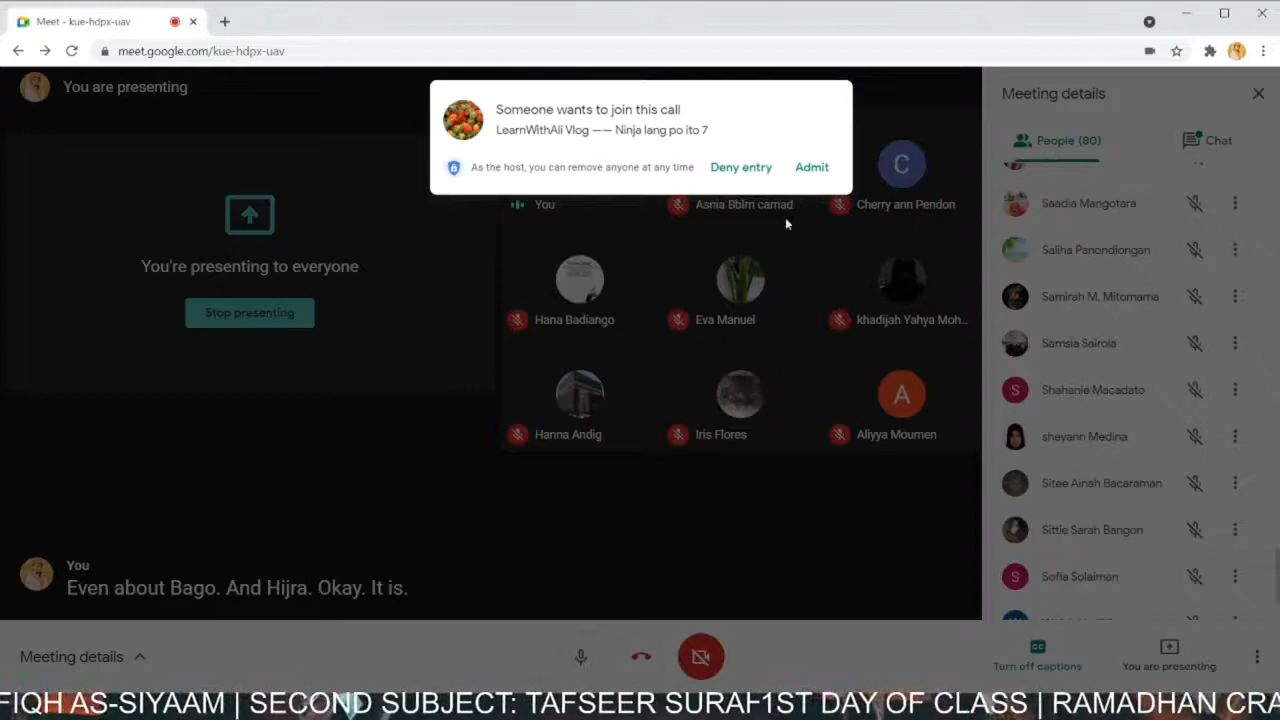 Meet - kue-hdpx-uav
meet.google.com/kue-hdpx-uav
You are presenting
Someone wants to join this call
LearnWithAli Vlog —— Ninja lang po ito 7
As the host, you can remove anyone at any time
Deny entry
Admit
Meeting details
People (80)
Chat
You
Asnia Bblrn camad
Cherry ann Pendon
C
You're presenting to everyone
Stop presenting
Hana Badiango
Eva Manuel
khadijah Yahya Moh...
Hanna Andig
Iris Flores
A
Aliyya Moumen
Saadia Mangotara
Saliha Panondiongan
Samirah M. Mitomama
Samsia Sairola
S
Shahanie Macadato
sheyann Medina
Sitee Ainah Bacaraman
Sittie Sarah Bangon
S
Sofia Solaiman
You
Even about Bago. And Hijra. Okay. It is.
Meeting details
CC
Turn off captions
You are presenting
FIQH AS-SIYAAM | SECOND SUBJECT: TAFSEER SURAF1ST DAY OF CLASS | RAMADHAN CRA